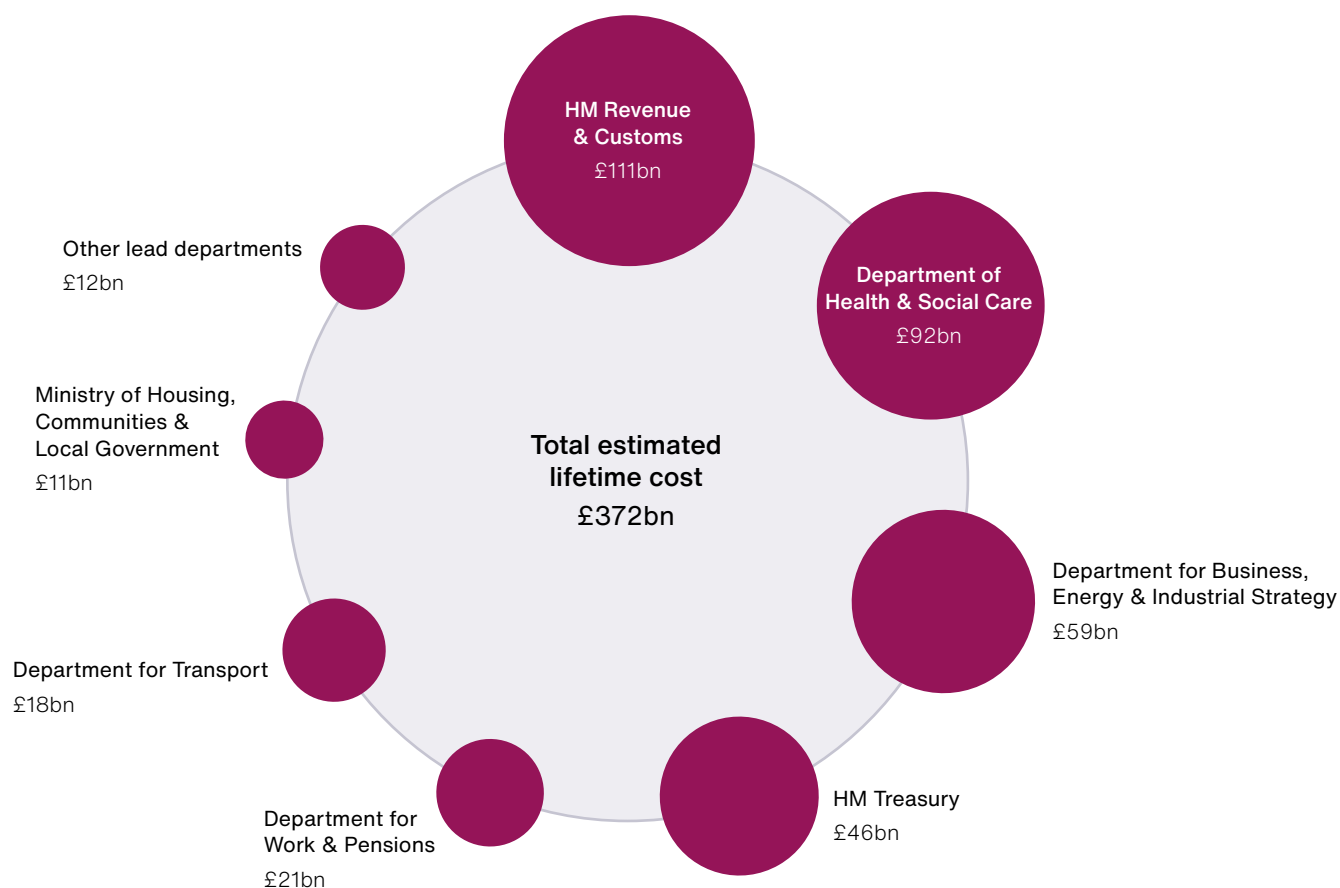 HM Revenue
& Customs
£111bn
Department of
Health & Social Care
£92bn
Department for Business,
Energy & Industrial Strategy
£59bn
HM Treasury
£46bn
Department for
Work & Pensions
£21bn
Department for Transport
£18bn
Ministry of Housing,
Communities &
Local Government
£11bn
Other lead departments
£12bn
Total estimated
lifetime cost
£372bn